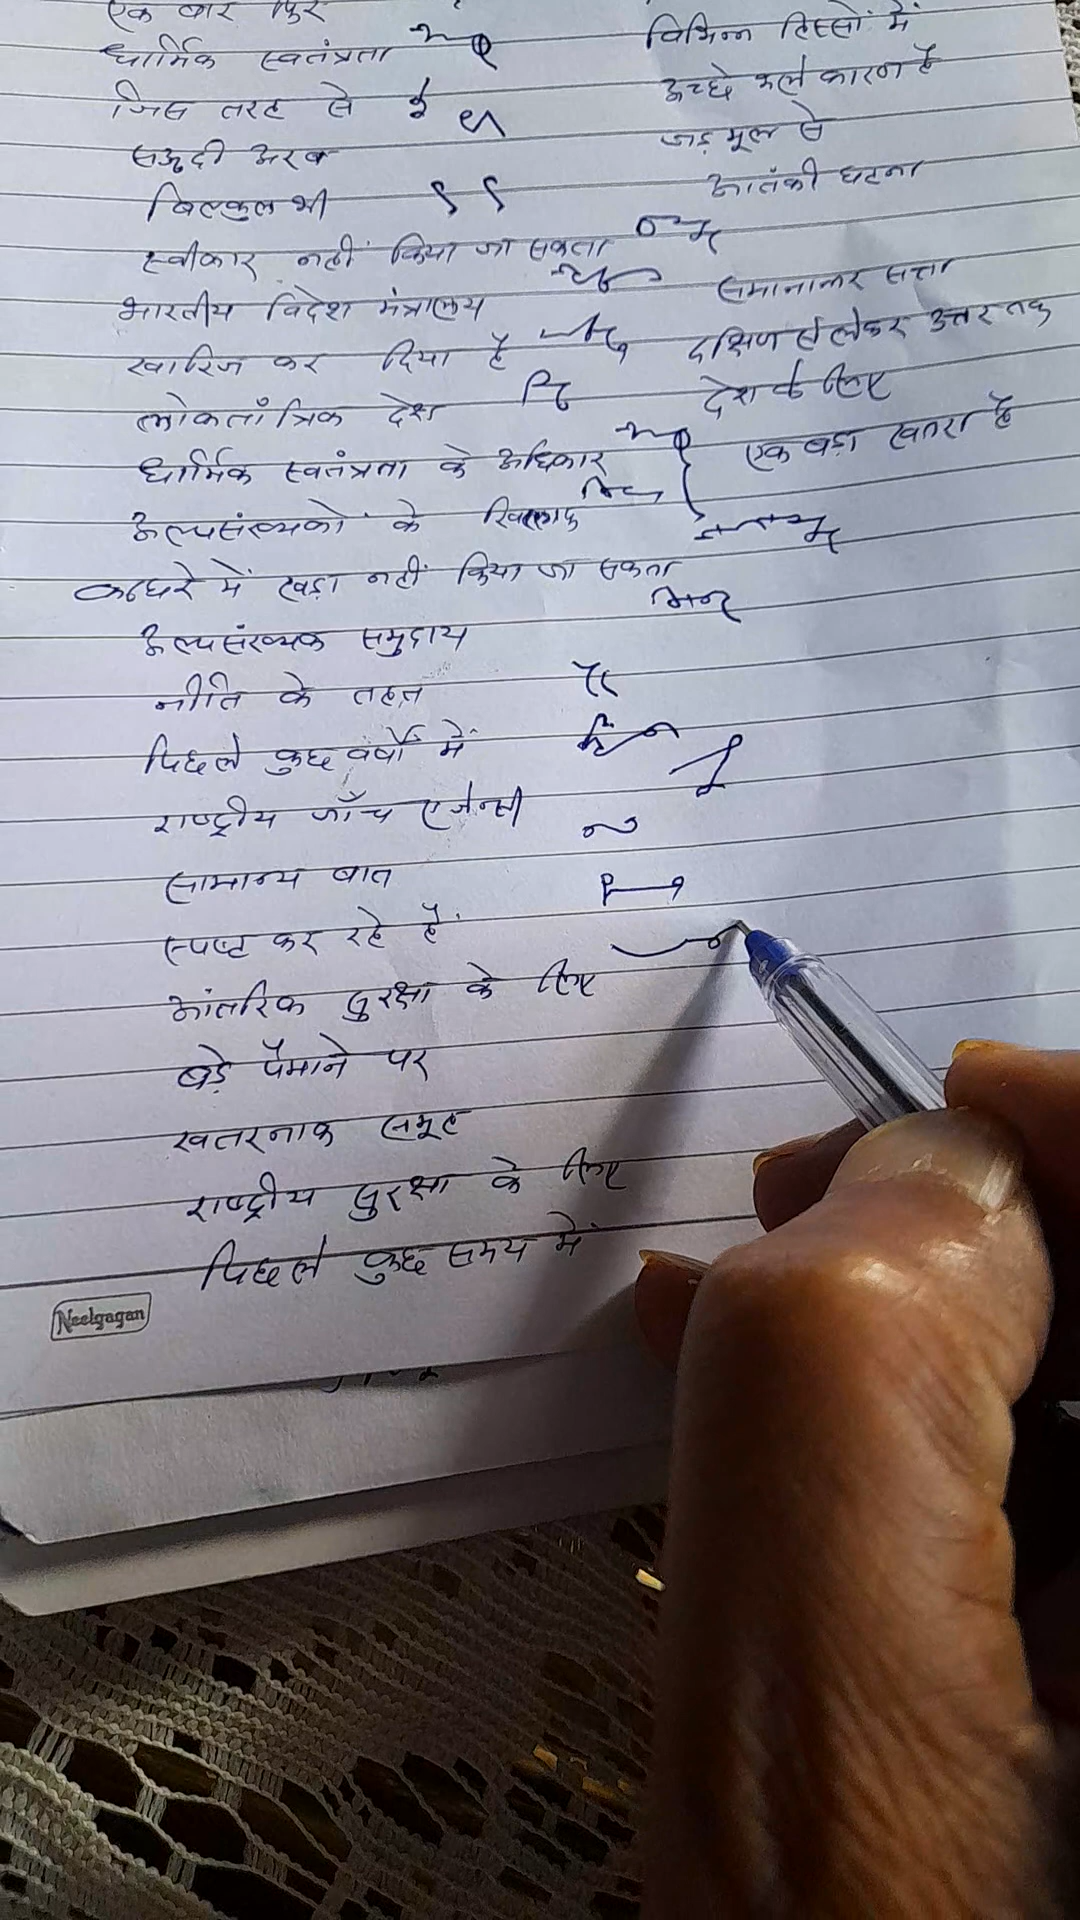 एक बार फिर
धार्मिक स्वतंत्रता
जिस तरह से
सऊदी अरब
बिल्कुल भी
स्वीकार नहीं किया जा सकता
भारतीय विदेश मंत्रालय
खारिज कर दिया है
लोकताँत्रिक देश
धार्मिक स्वतंत्रता के अधिकार
अल्पसंख्यकों के खिलाफ
कटघरे में खड़ा नहीं किया जा सकता
अल्पसंख्यक समुदाय
नीति के तहत
पिछले कुछ वर्षों में
राष्ट्रीय जाँच एजेन्सी
सामान्य बात
स्पष्ट कर रहे हैं
आंतरिक सुरक्षा के लिए
बड़े पैमाने पर
खतरनाक समूह
राष्ट्रीय सुरक्षा के लिए
पिछले कुछ समय में
विभिन्न हिस्सों में
अच्छे भले कारण है
जड़ मूल से
आतंकी घटना
समानान्तर सत्ता
दक्षिण से लेकर उत्तर तक
देश के लिए
एक बड़ा खतरा है
Neelgagan